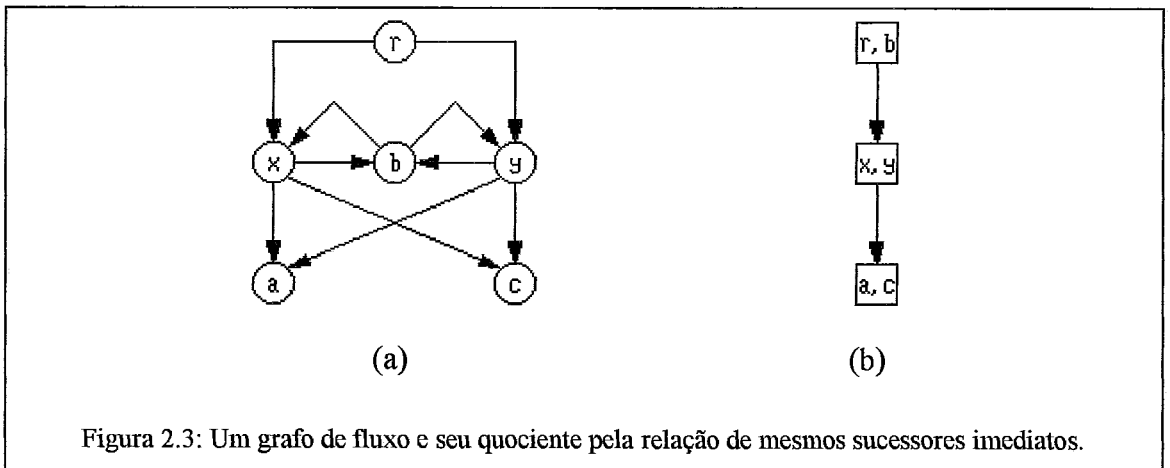 r
r, b
x
b
y
x, y
a
c
a, c
(a)
(b)
Figura 2.3: Um grafo de fluxo e seu quociente pela relação de mesmos sucessores imediatos.